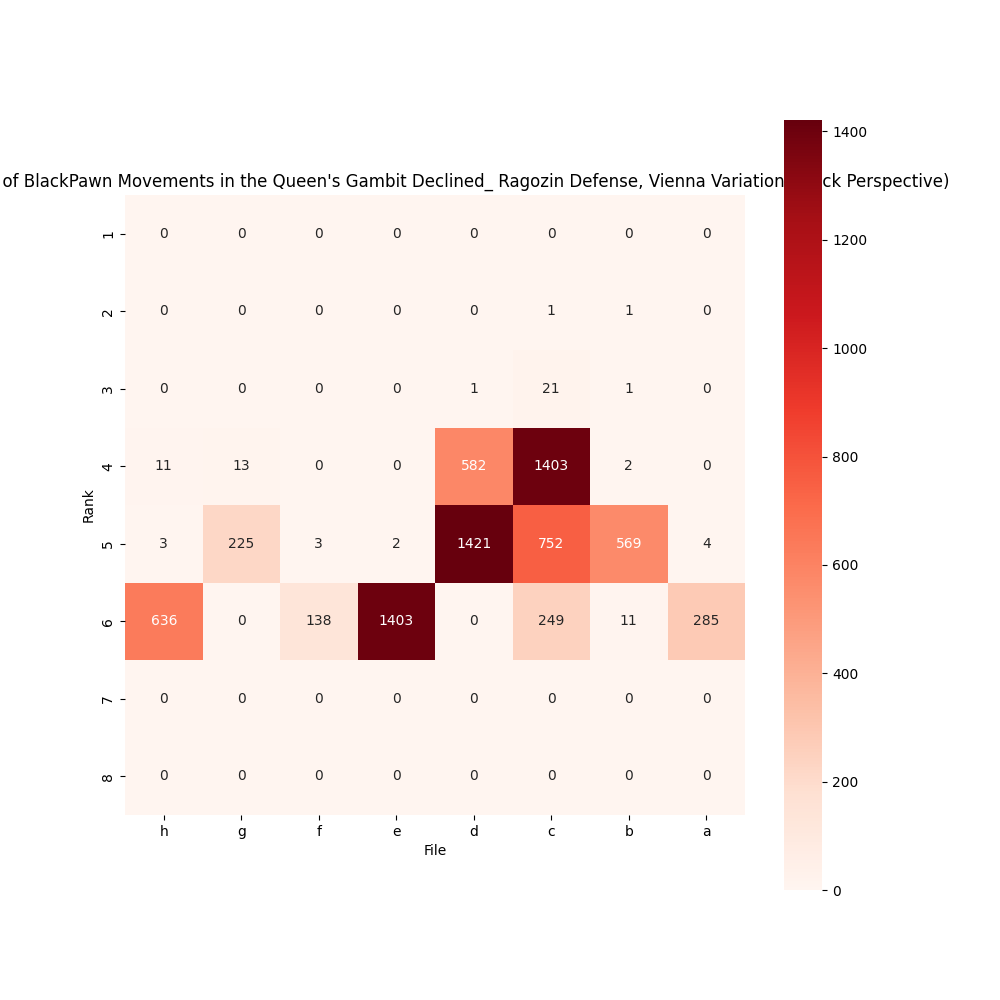 of BlackPawn Movements in the Queen's Gambit Declined_ Ragozin Defense, Vienna Variation Perspective)
1400
1200
1000
800
600
400
200
0
Rank
1 0 0 0 0 0 0 0 0
2 0 0 0 0 0 1 1 0
3 0 0 0 0 1 21 1 0
4 11 13 0 0 582 1403 2 0
5 3 225 3 2 1421 752 569 4
6 636 0 138 1403 0 249 11 285
7 0 0 0 0 0 0 0 0
8 0 0 0 0 0 0 0 0
h g f e d c b a
File